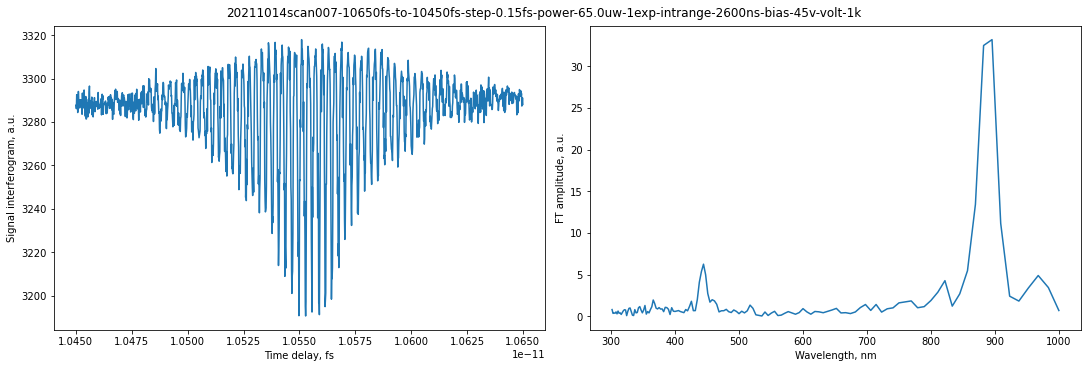 20211014scan007-10650fs-to-10450fs-step-0.15fs-power-65.0uw-1exp-intrange-2600ns-bias-45v-volt-1k
Signal interferogram, a.u.
3320
3300
3280
3260
3240
3220
3200
1.0450 1.0475 1.0500 1.0525 1.0550 1.0575 1.0600 1.0625 1.0650
1e−11
Time delay, fs
FT amplitude, a.u.
30
25
20
15
10
5
0
300 400 500 600 700 800 900 1000
Wavelength, nm